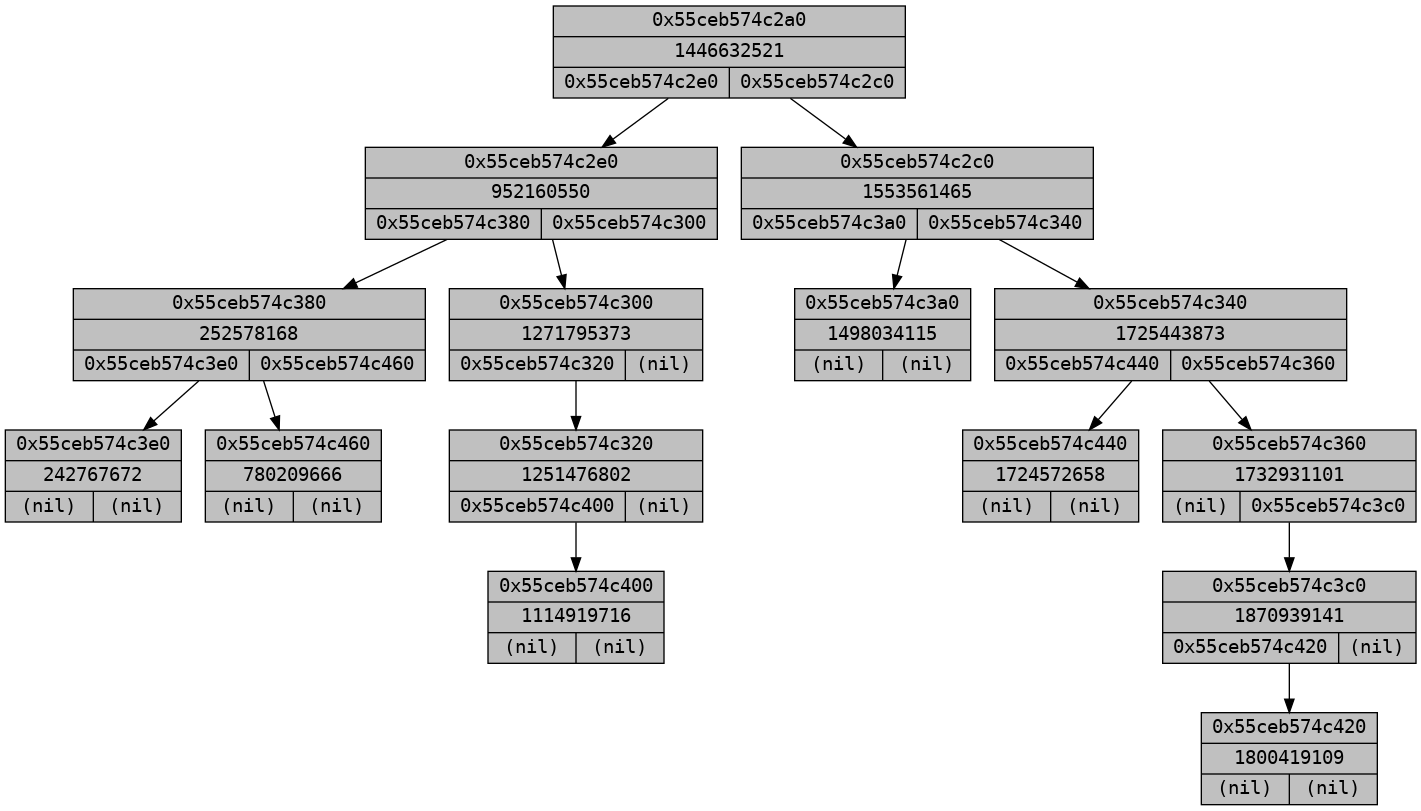 0x55ceb574c2a0
1446632521
0x55ceb574c2e0 0x55ceb574c2c0
0x55ceb574c2e0
952160550
0x55ceb574c380 0x55ceb574c300
0x55ceb574c2c0
1553561465
0x55ceb574c3a0 0x55ceb574c340
0x55ceb574c380
252578168
0x55ceb574c3e0 0x55ceb574c460
0x55ceb574c300
1271795373
0x55ceb574c320 (nil)
0x55ceb574c3a0
1498034115
(nil) (nil)
0x55ceb574c340
1725443873
0x55ceb574c440 0x55ceb574c360
0x55ceb574c3e0
242767672
(nil) (nil)
0x55ceb574c460
780209666
(nil) (nil)
0x55ceb574c320
1251476802
0x55ceb574c400 (nil)
0x55ceb574c440
1724572658
(nil) (nil)
0x55ceb574c360
1732931101
(nil) 0x55ceb574c3c0
0x55ceb574c400
1114919716
(nil) (nil)
0x55ceb574c3c0
1870939141
0x55ceb574c420 (nil)
0x55ceb574c420
1800419109
(nil) (nil)